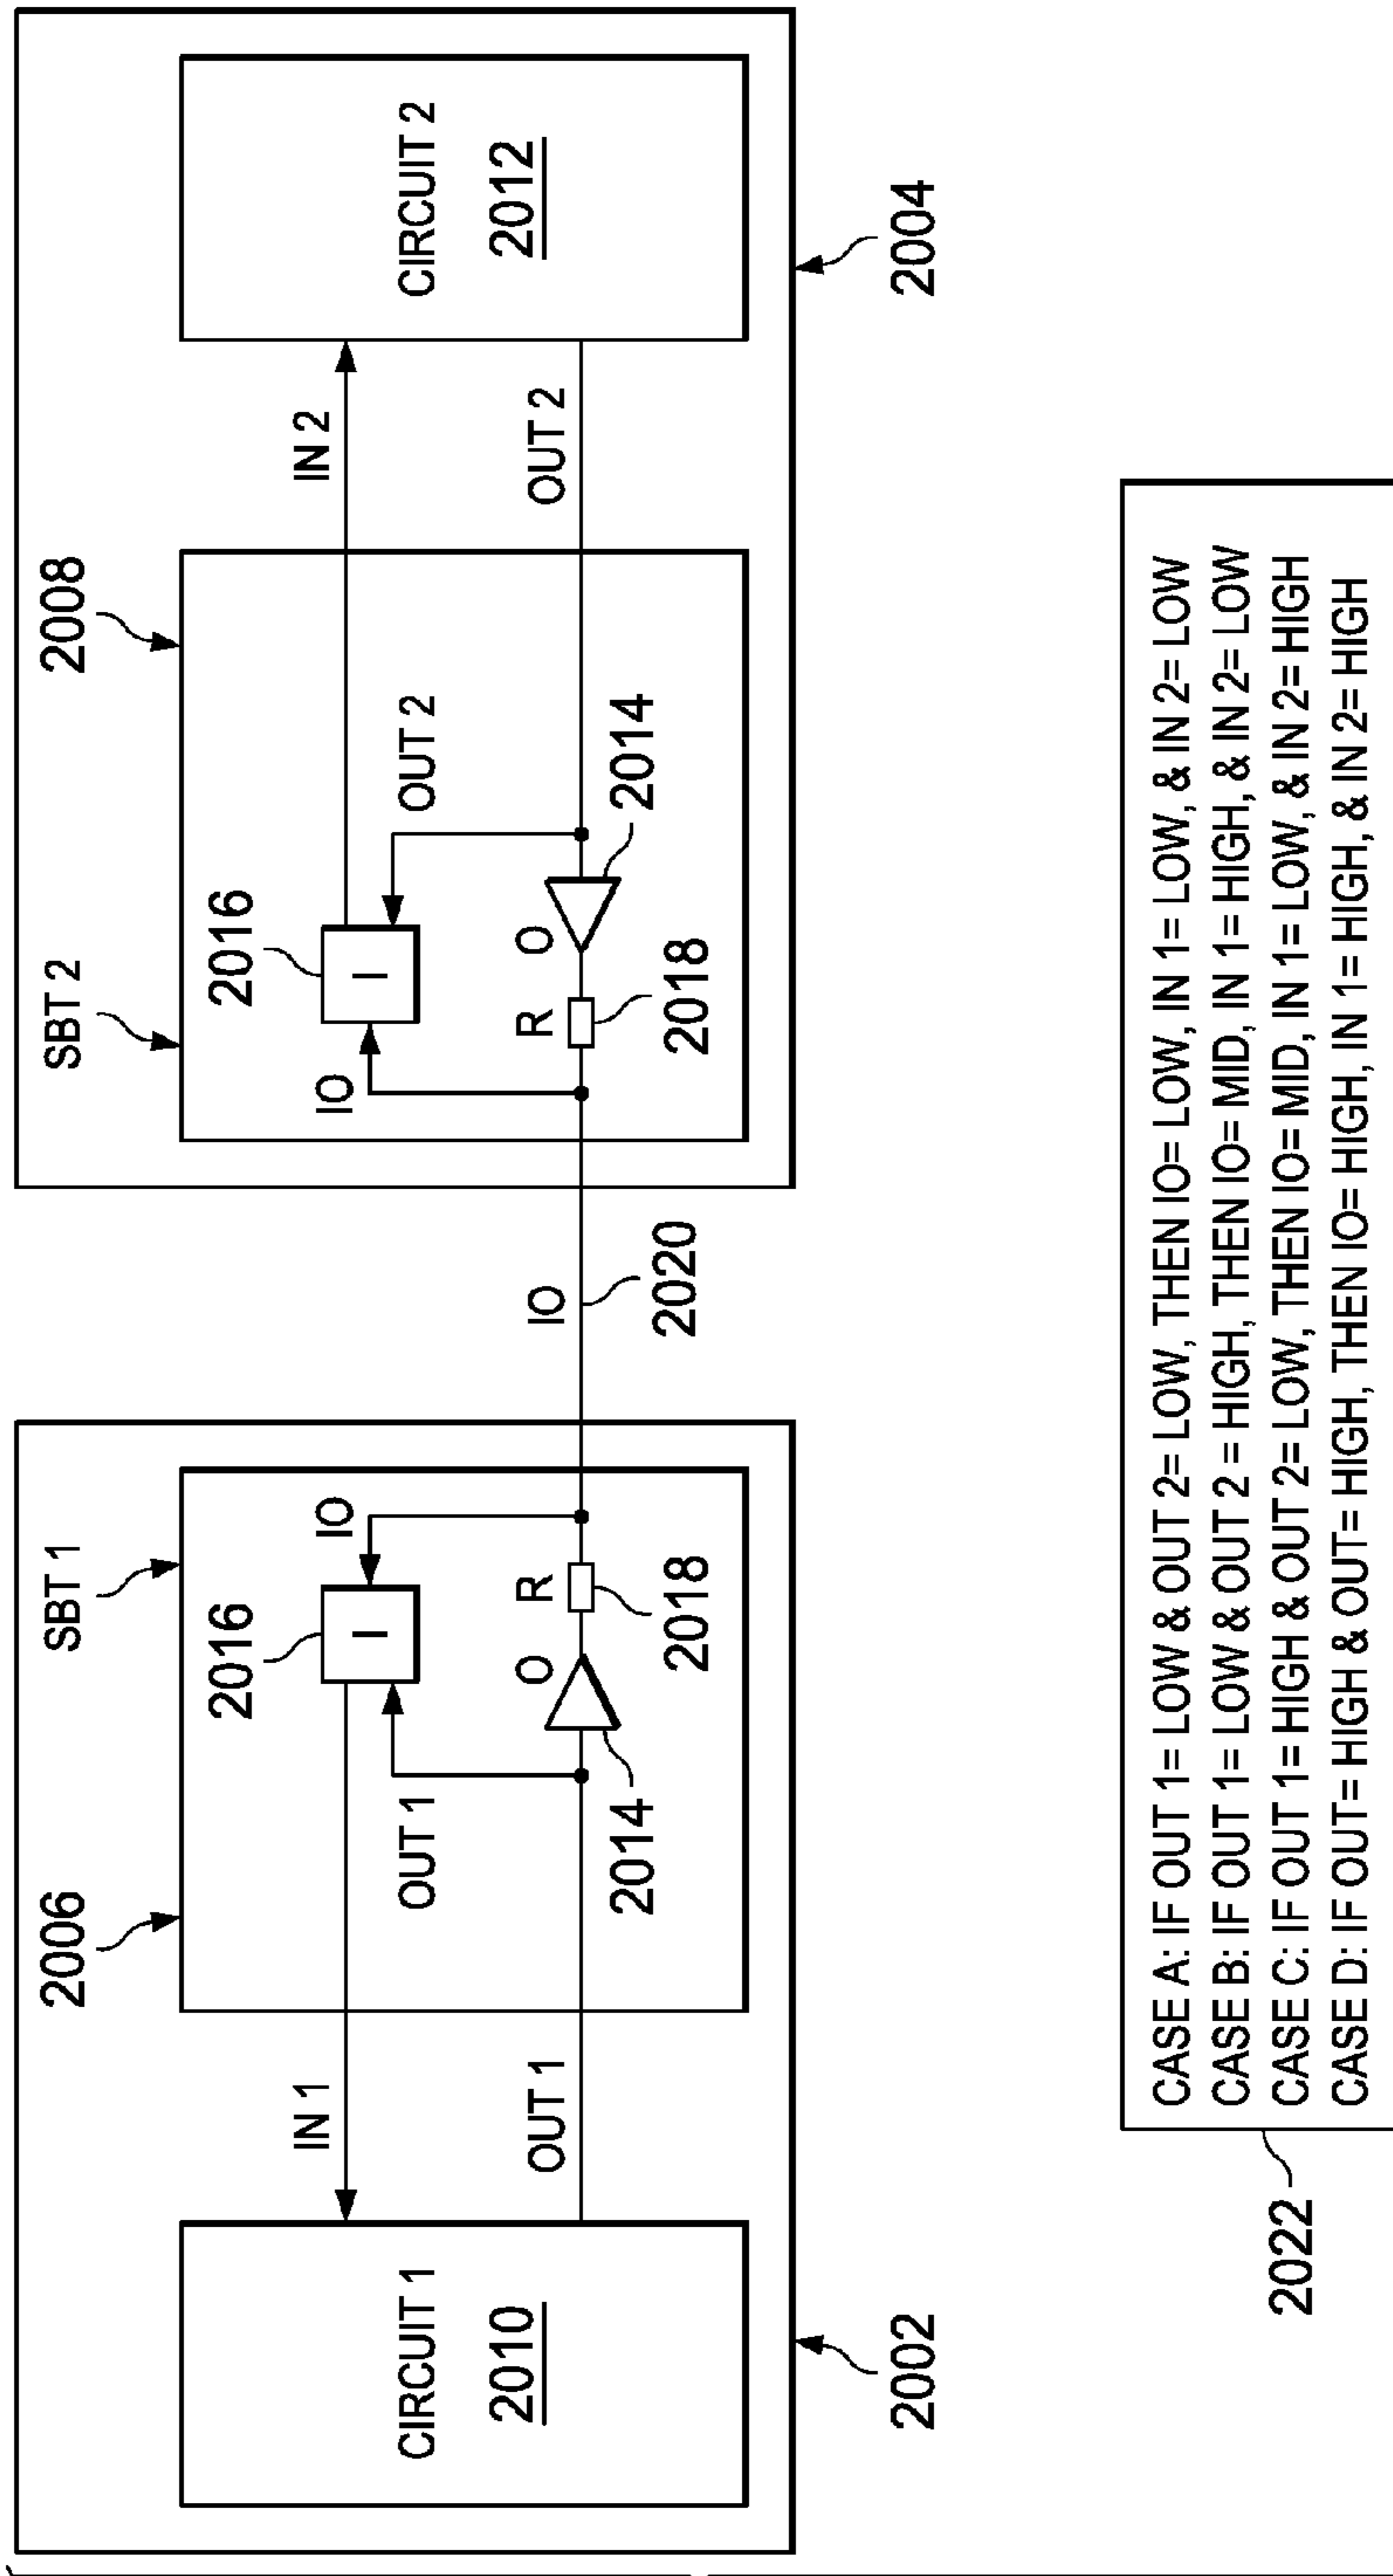 SBT 1
2006
2016
IO
IN 1
OUT 1
I
CIRCUIT 1
2010
OUT 1
O
R
2014
2018
2002
IO
2020
SBT 2
2008
2016
IO
IN 2
OUT 2
I
CIRCUIT 2
2012
R
O
OUT 2
2018
2014
2004
2022
CASE A: IF OUT 1= LOW & OUT 2= LOW, THEN IO= LOW, IN 1= LOW, & IN 2= LOW
CASE B: IF OUT 1= LOW & OUT 2 = HIGH, THEN IO= MID, IN 1= HIGH, & IN 2= LOW
CASE C: IF OUT 1= HIGH & OUT 2= LOW, THEN IO= MID, IN 1= LOW, & IN 2= HIGH
CASE D: IF OUT= HIGH & OUT= HIGH, THEN IO= HIGH, IN 1= HIGH, & IN 2= HIGH